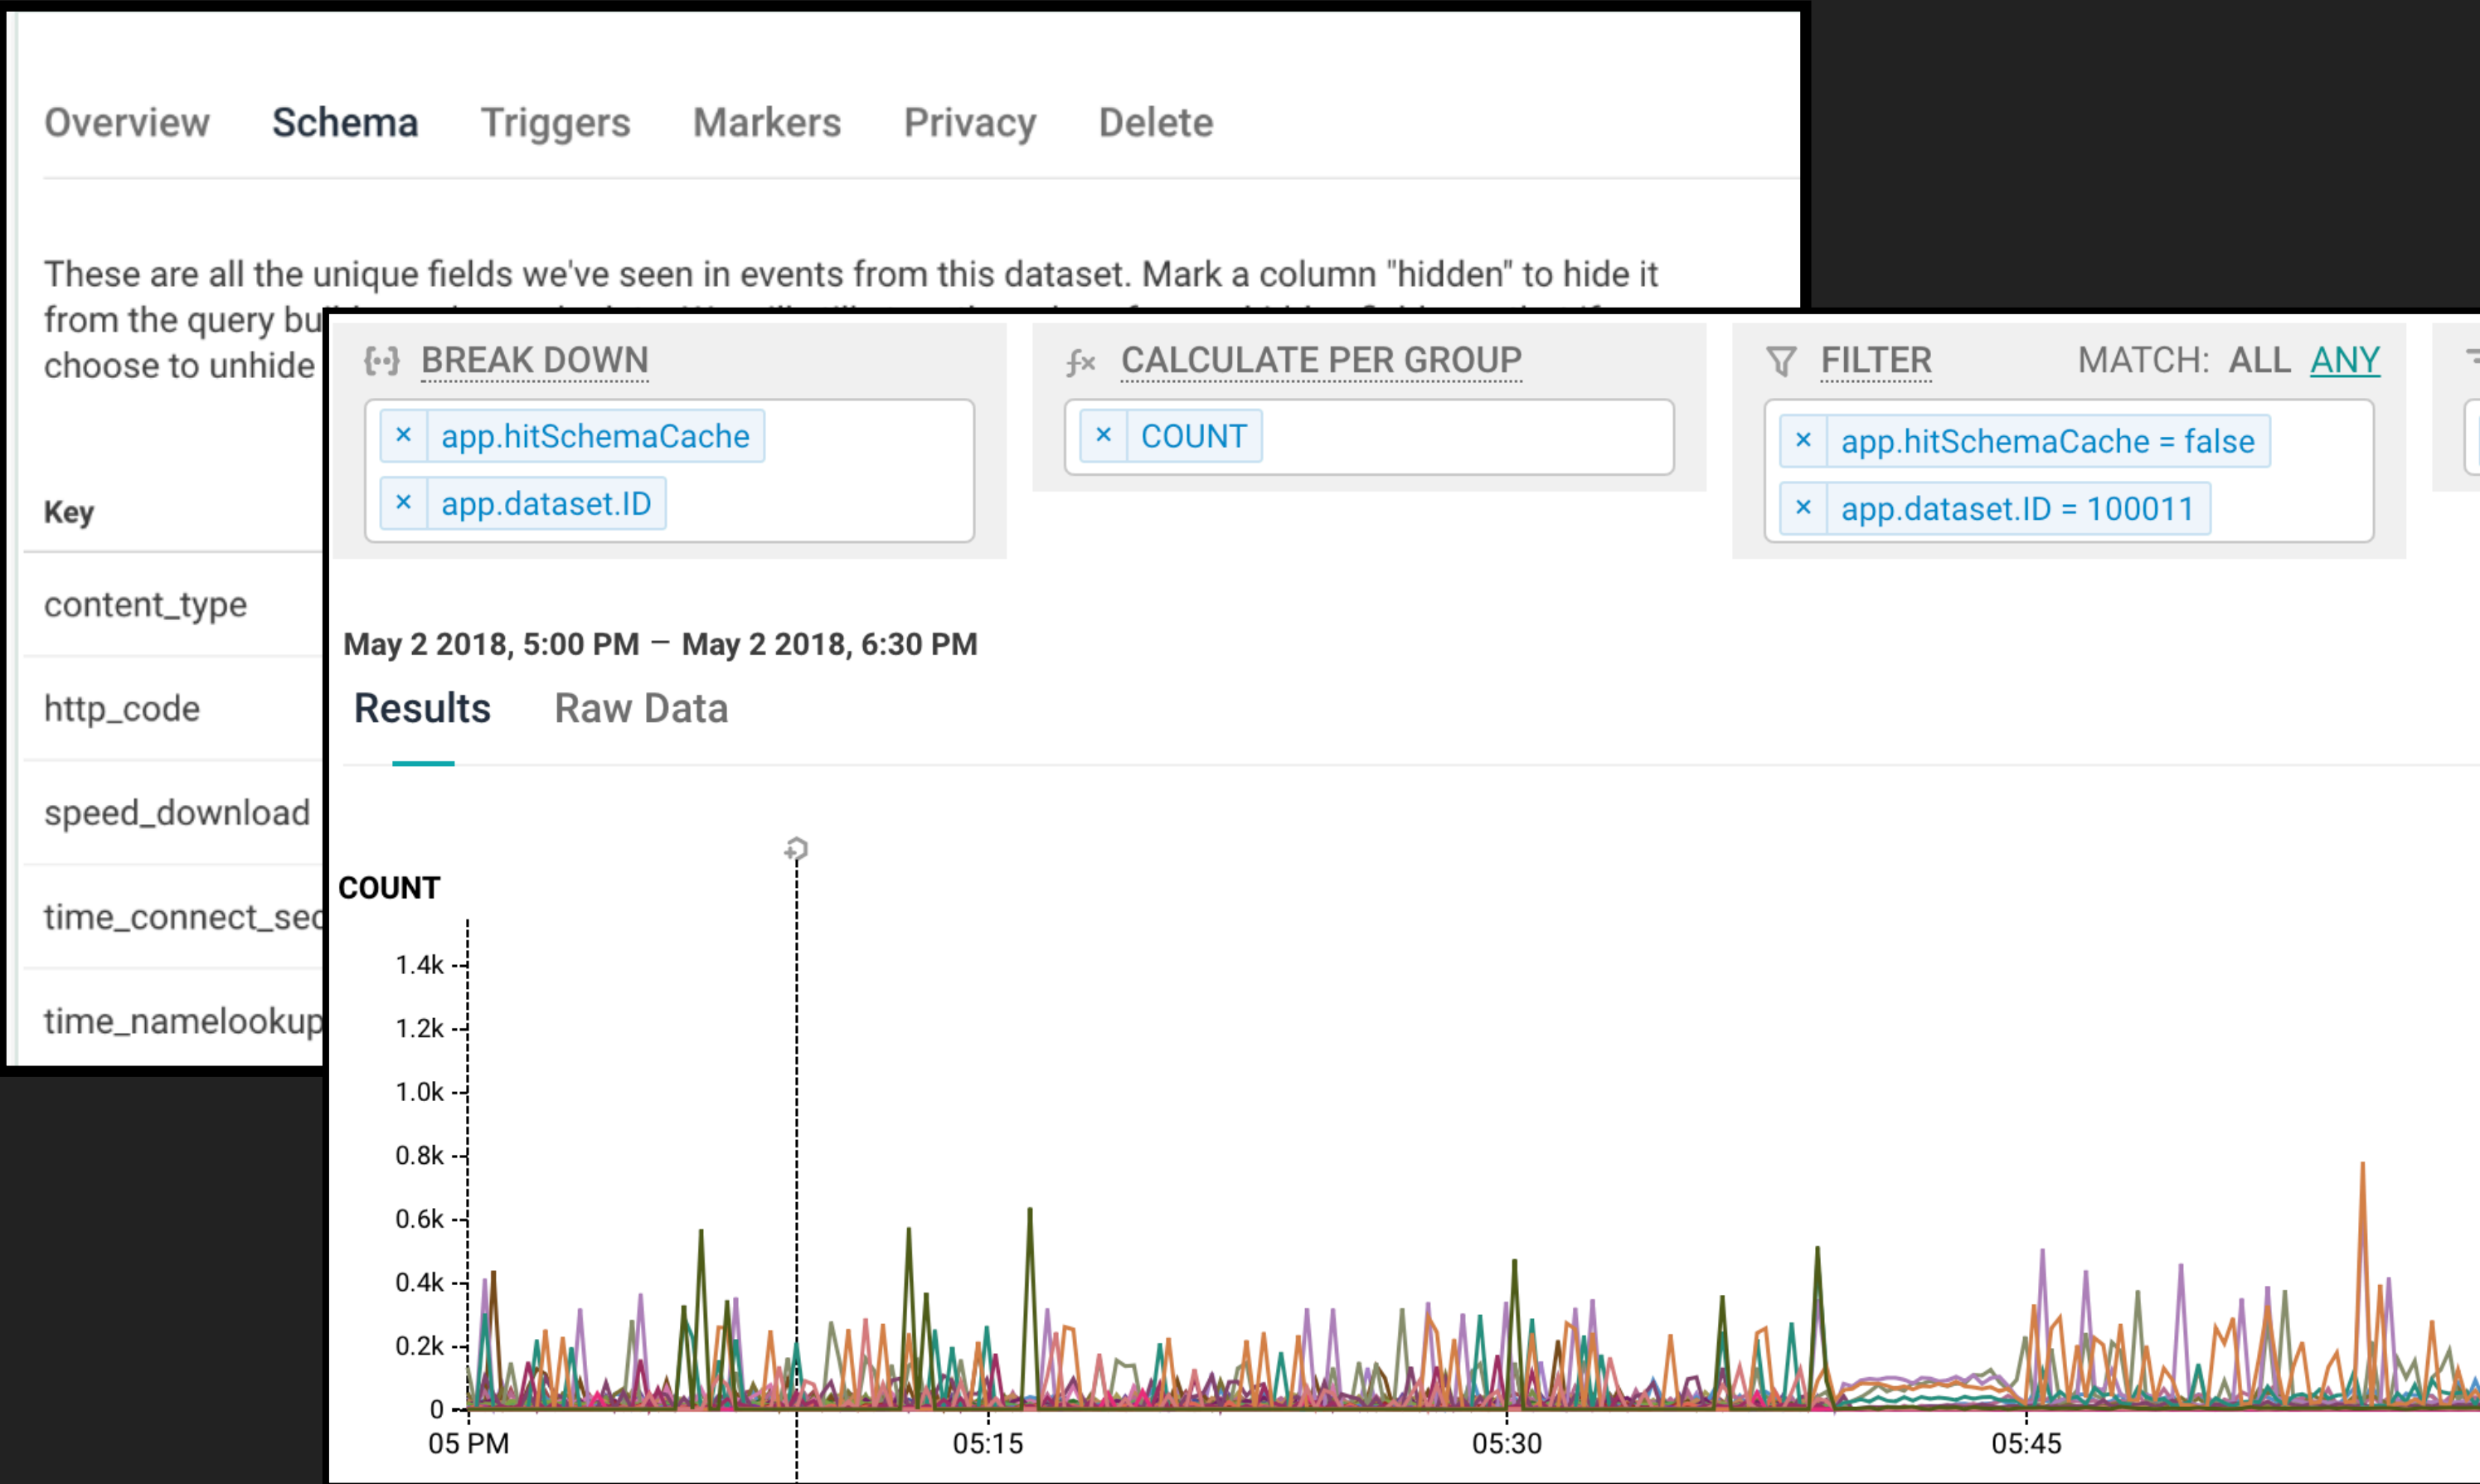 Overview Schema Triggers Markers Privacy Delete
These are all the unique fields we've seen in events from this dataset. Mark a column "hidden" to hide it
from the query bu
choose to unhide
Key
content_type
http_code
speed_download
time_connect_sec
time_namelookup
BREAK DOWN
× app.hitSchemaCache
× app.dataset.ID
CALCULATE PER GROUP
× COUNT
FILTER MATCH: ALL ANY
× app.hitSchemaCache = false
× app.dataset.ID = 100011
May 2 2018, 5:00 PM — May 2 2018, 6:30 PM
Results Raw Data
COUNT
1.4k
1.2k
1.0k
0.8k
0.6k
0.4k
0.2k
0
05 PM 05:15 05:30 05:45